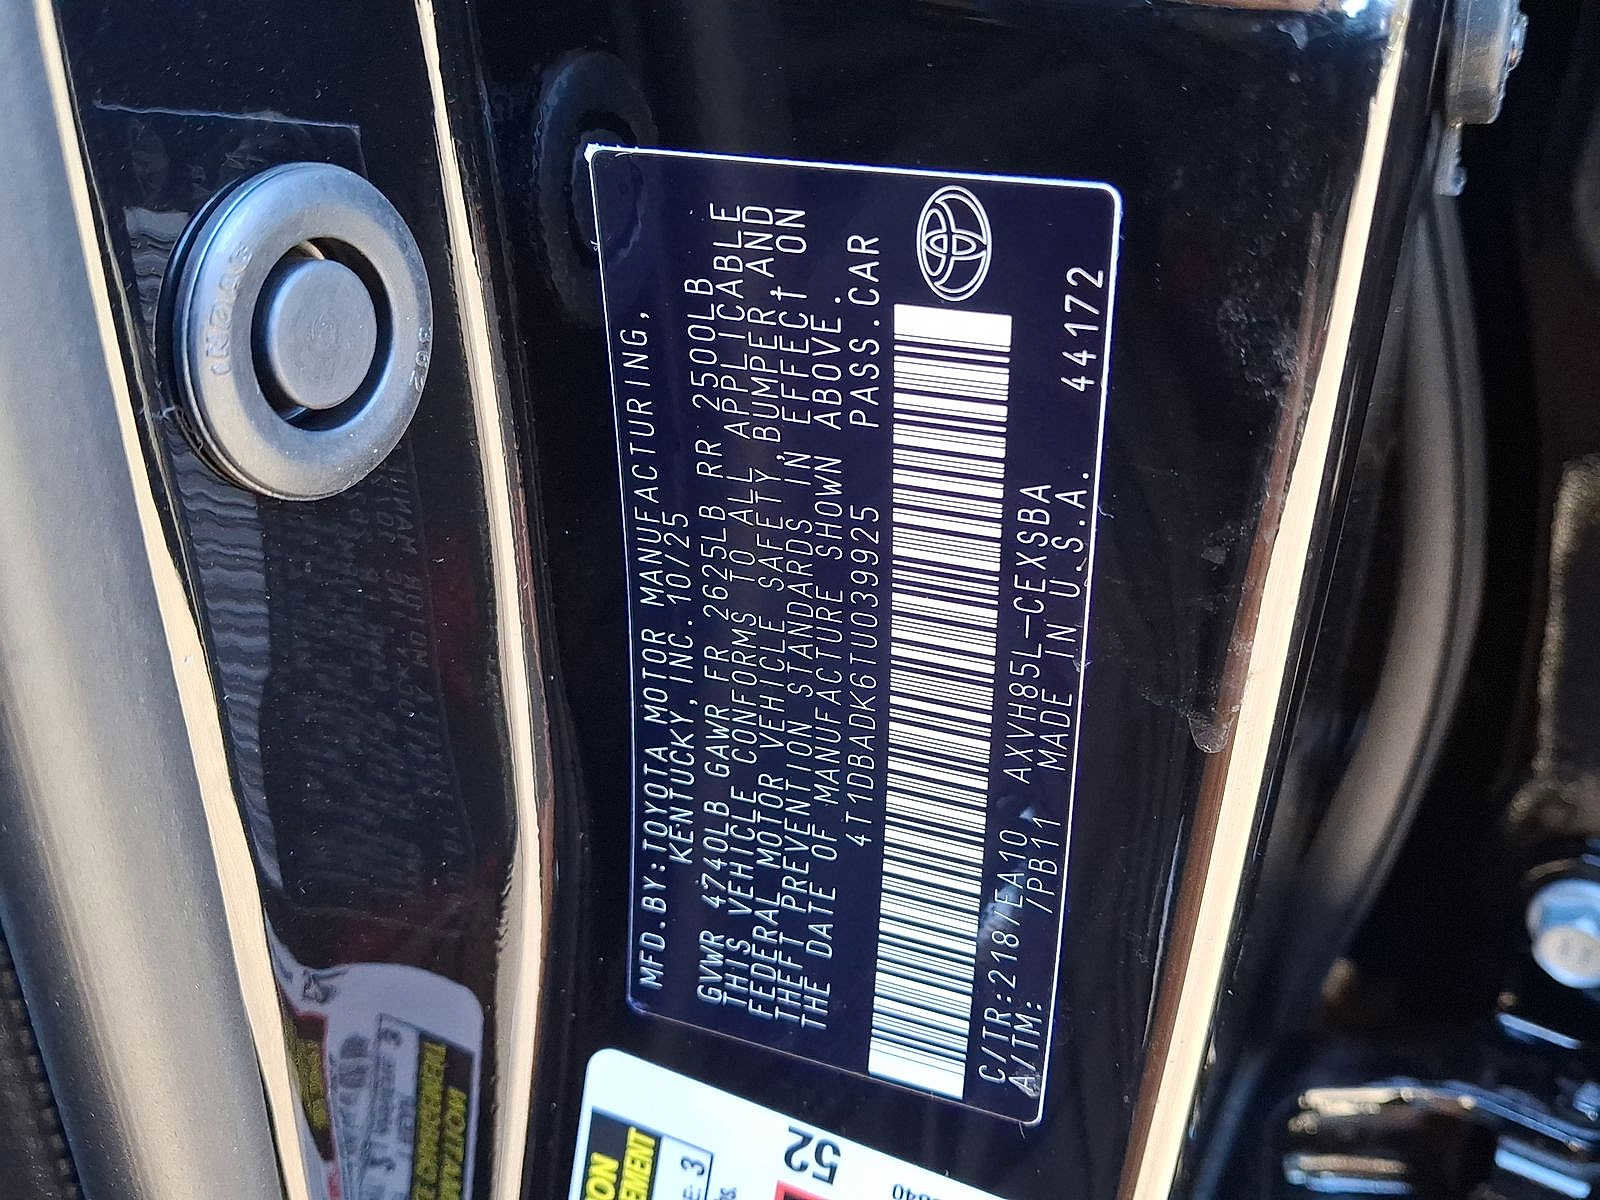 MFD.BY:TOYOTA MOTOR MANUFACTURING,
KENTUCKY,INC. 10/25
GVWR 4740LB GAWR FR 2625LB RR 2500LB
THIS VEHICLE CONFORMS TO ALL APPLICABLE
FEDERAL MOTOR VEHICLE SAFETY,BUMPER,AND
THEFT PREVENTION STANDARDS IN EFFECT ON
THE DATE OF MANUFACTURE SHOWN ABOVE.
4T1DBADK6TU039925 PASS.CAR
C/TR:218/EA10 AXVH85L-CEXSBA
A/TM: /PB11 MADE IN U.S.A. 44172
52